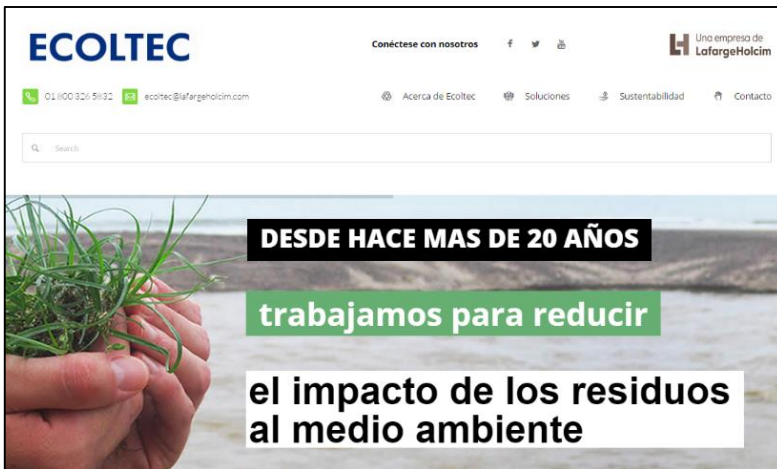 ECOLTEC
Conéctese con nosotros
Una empresa de
LafargeHolcim
01 800 326 5832
ecoltec@lafargeholcim.com
Acerca de Ecoltec
Soluciones
Sustentabilidad
Contacto
Search
DESDE HACE MAS DE 20 AÑOS
trabajamos para reducir
el impacto de los residuos
al medio ambiente